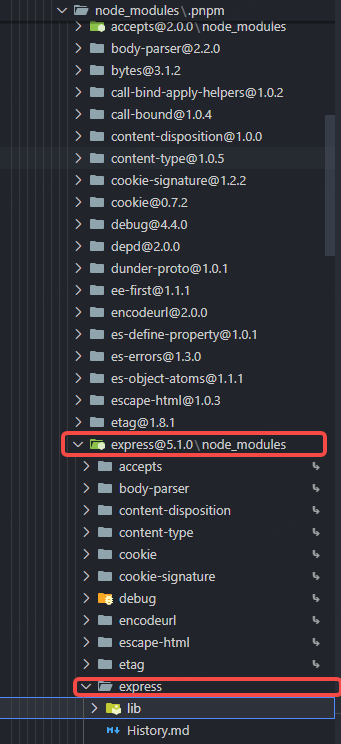 node_modules\.pnpm
accepts@2.0.0\node_modules
body-parser@2.2.0
bytes@3.1.2
call-bind-apply-helpers@1.0.2
call-bound@1.0.4
content-disposition@1.0.0
content-type@1.0.5
cookie-signature@1.2.2
cookie@0.7.2
debug@4.4.0
depd@2.0.0
dunder-proto@1.0.1
ee-first@1.1.1
encodeurl@2.0.0
es-define-property@1.0.1
es-errors@1.3.0
es-object-atoms@1.1.1
escape-html@1.0.3
etag@1.8.1
express@5.1.0\node_modules
accepts
body-parser
content-disposition
content-type
cookie
cookie-signature
debug
encodeurl
escape-html
etag
express
lib
History.md